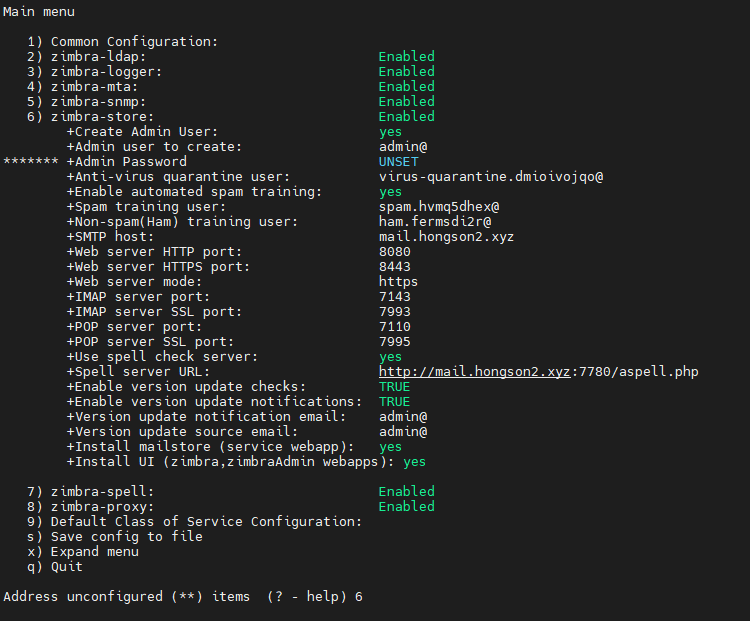 Main menu
1) Common Configuration:
2) zimbra-ldap: Enabled
3) zimbra-logger: Enabled
4) zimbra-mta: Enabled
5) zimbra-snmp: Enabled
6) zimbra-store: Enabled
+Create Admin User: yes
+Admin user to create: admin@
******* +Admin Password UNSET
+Anti-virus quarantine user: virus-quarantine.dmioivojqo@
+Enable automated spam training: yes
+Spam training user: spam.hvmq5dhex@
+Non-spam(Ham) training user: ham.fermsdi2r@
+SMTP host: mail.hongson2.xyz
+Web server HTTP port: 8080
+Web server HTTPS port: 8443
+Web server mode: https
+IMAP server port: 7143
+IMAP server SSL port: 7993
+POP server port: 7110
+POP server SSL port: 7995
+Use spell check server: yes
+Spell server URL: http://mail.hongson2.xyz:7780/aspell.php
+Enable version update checks: TRUE
+Enable version update notifications: TRUE
+Version update notification email: admin@
+Version update source email: admin@
+Install mailstore (service webapp): yes
+Install UI (zimbra,zimbraAdmin webapps): yes
7) zimbra-spell: Enabled
8) zimbra-proxy: Enabled
9) Default Class of Service Configuration:
s) Save config to file
x) Expand menu
q) Quit
Address unconfigured (**) items (? - help) 6